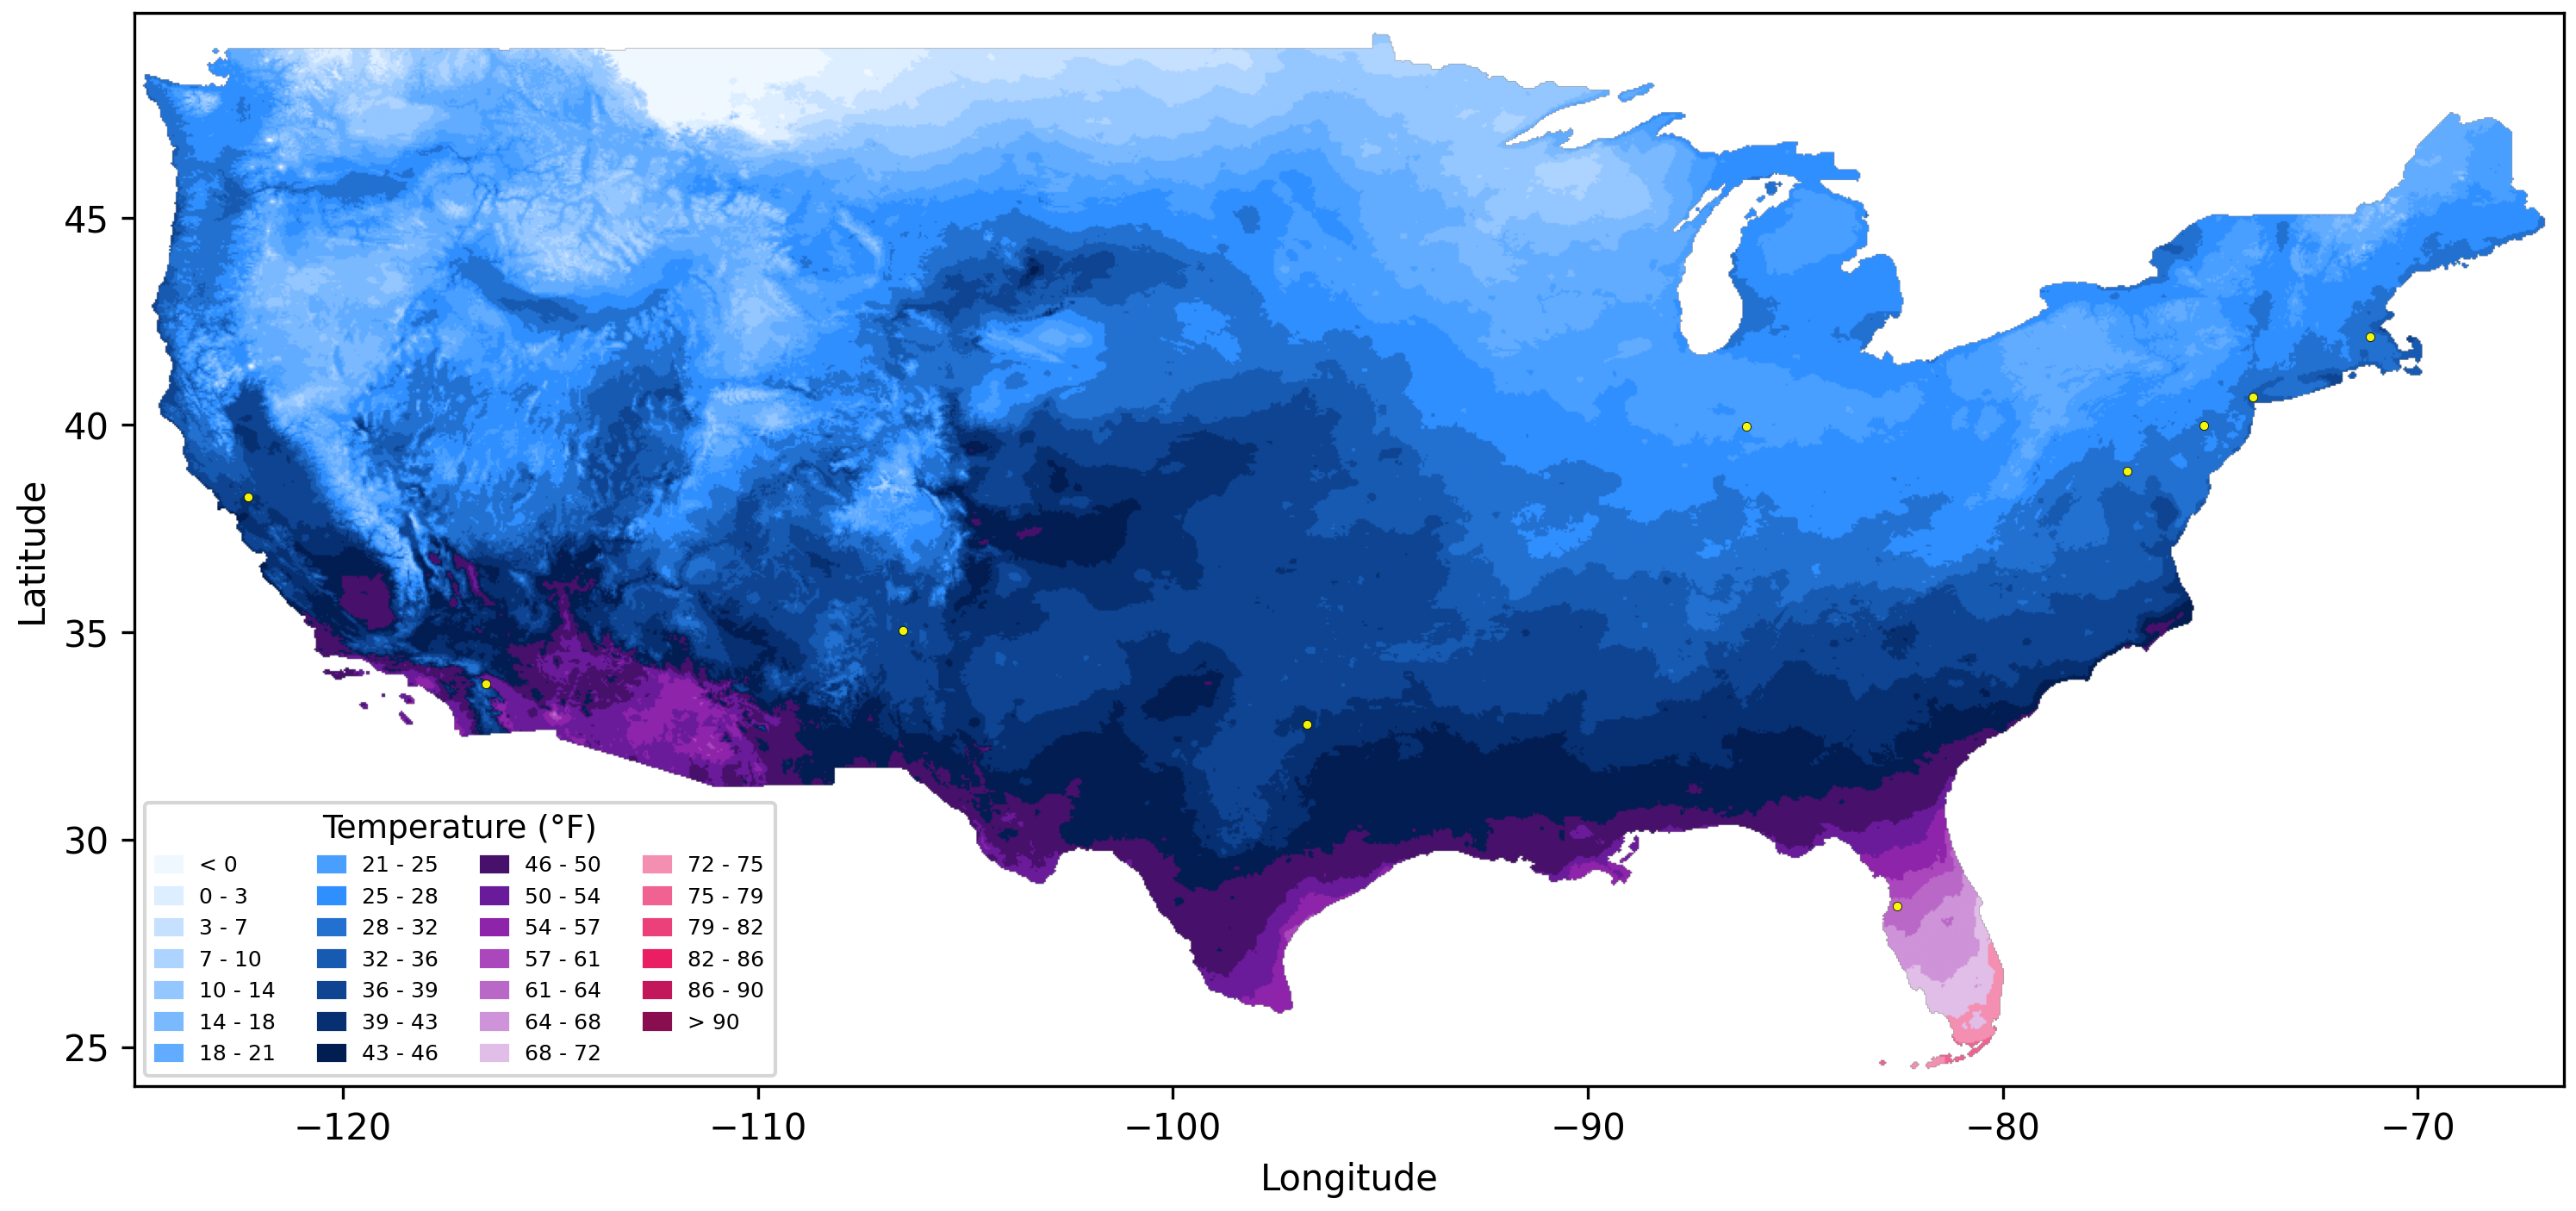 Latitude
45
40
35
30
25
Temperature (°F)
< 0
0 - 3
3 - 7
7 - 10
10 - 14
14 - 18
18 - 21
21 - 25
25 - 28
28 - 32
32 - 36
36 - 39
39 - 43
43 - 46
46 - 50
50 - 54
54 - 57
57 - 61
61 - 64
64 - 68
68 - 72
72 - 75
75 - 79
79 - 82
82 - 86
86 - 90
> 90
−120 −110 −100 −90 −80 −70
Longitude